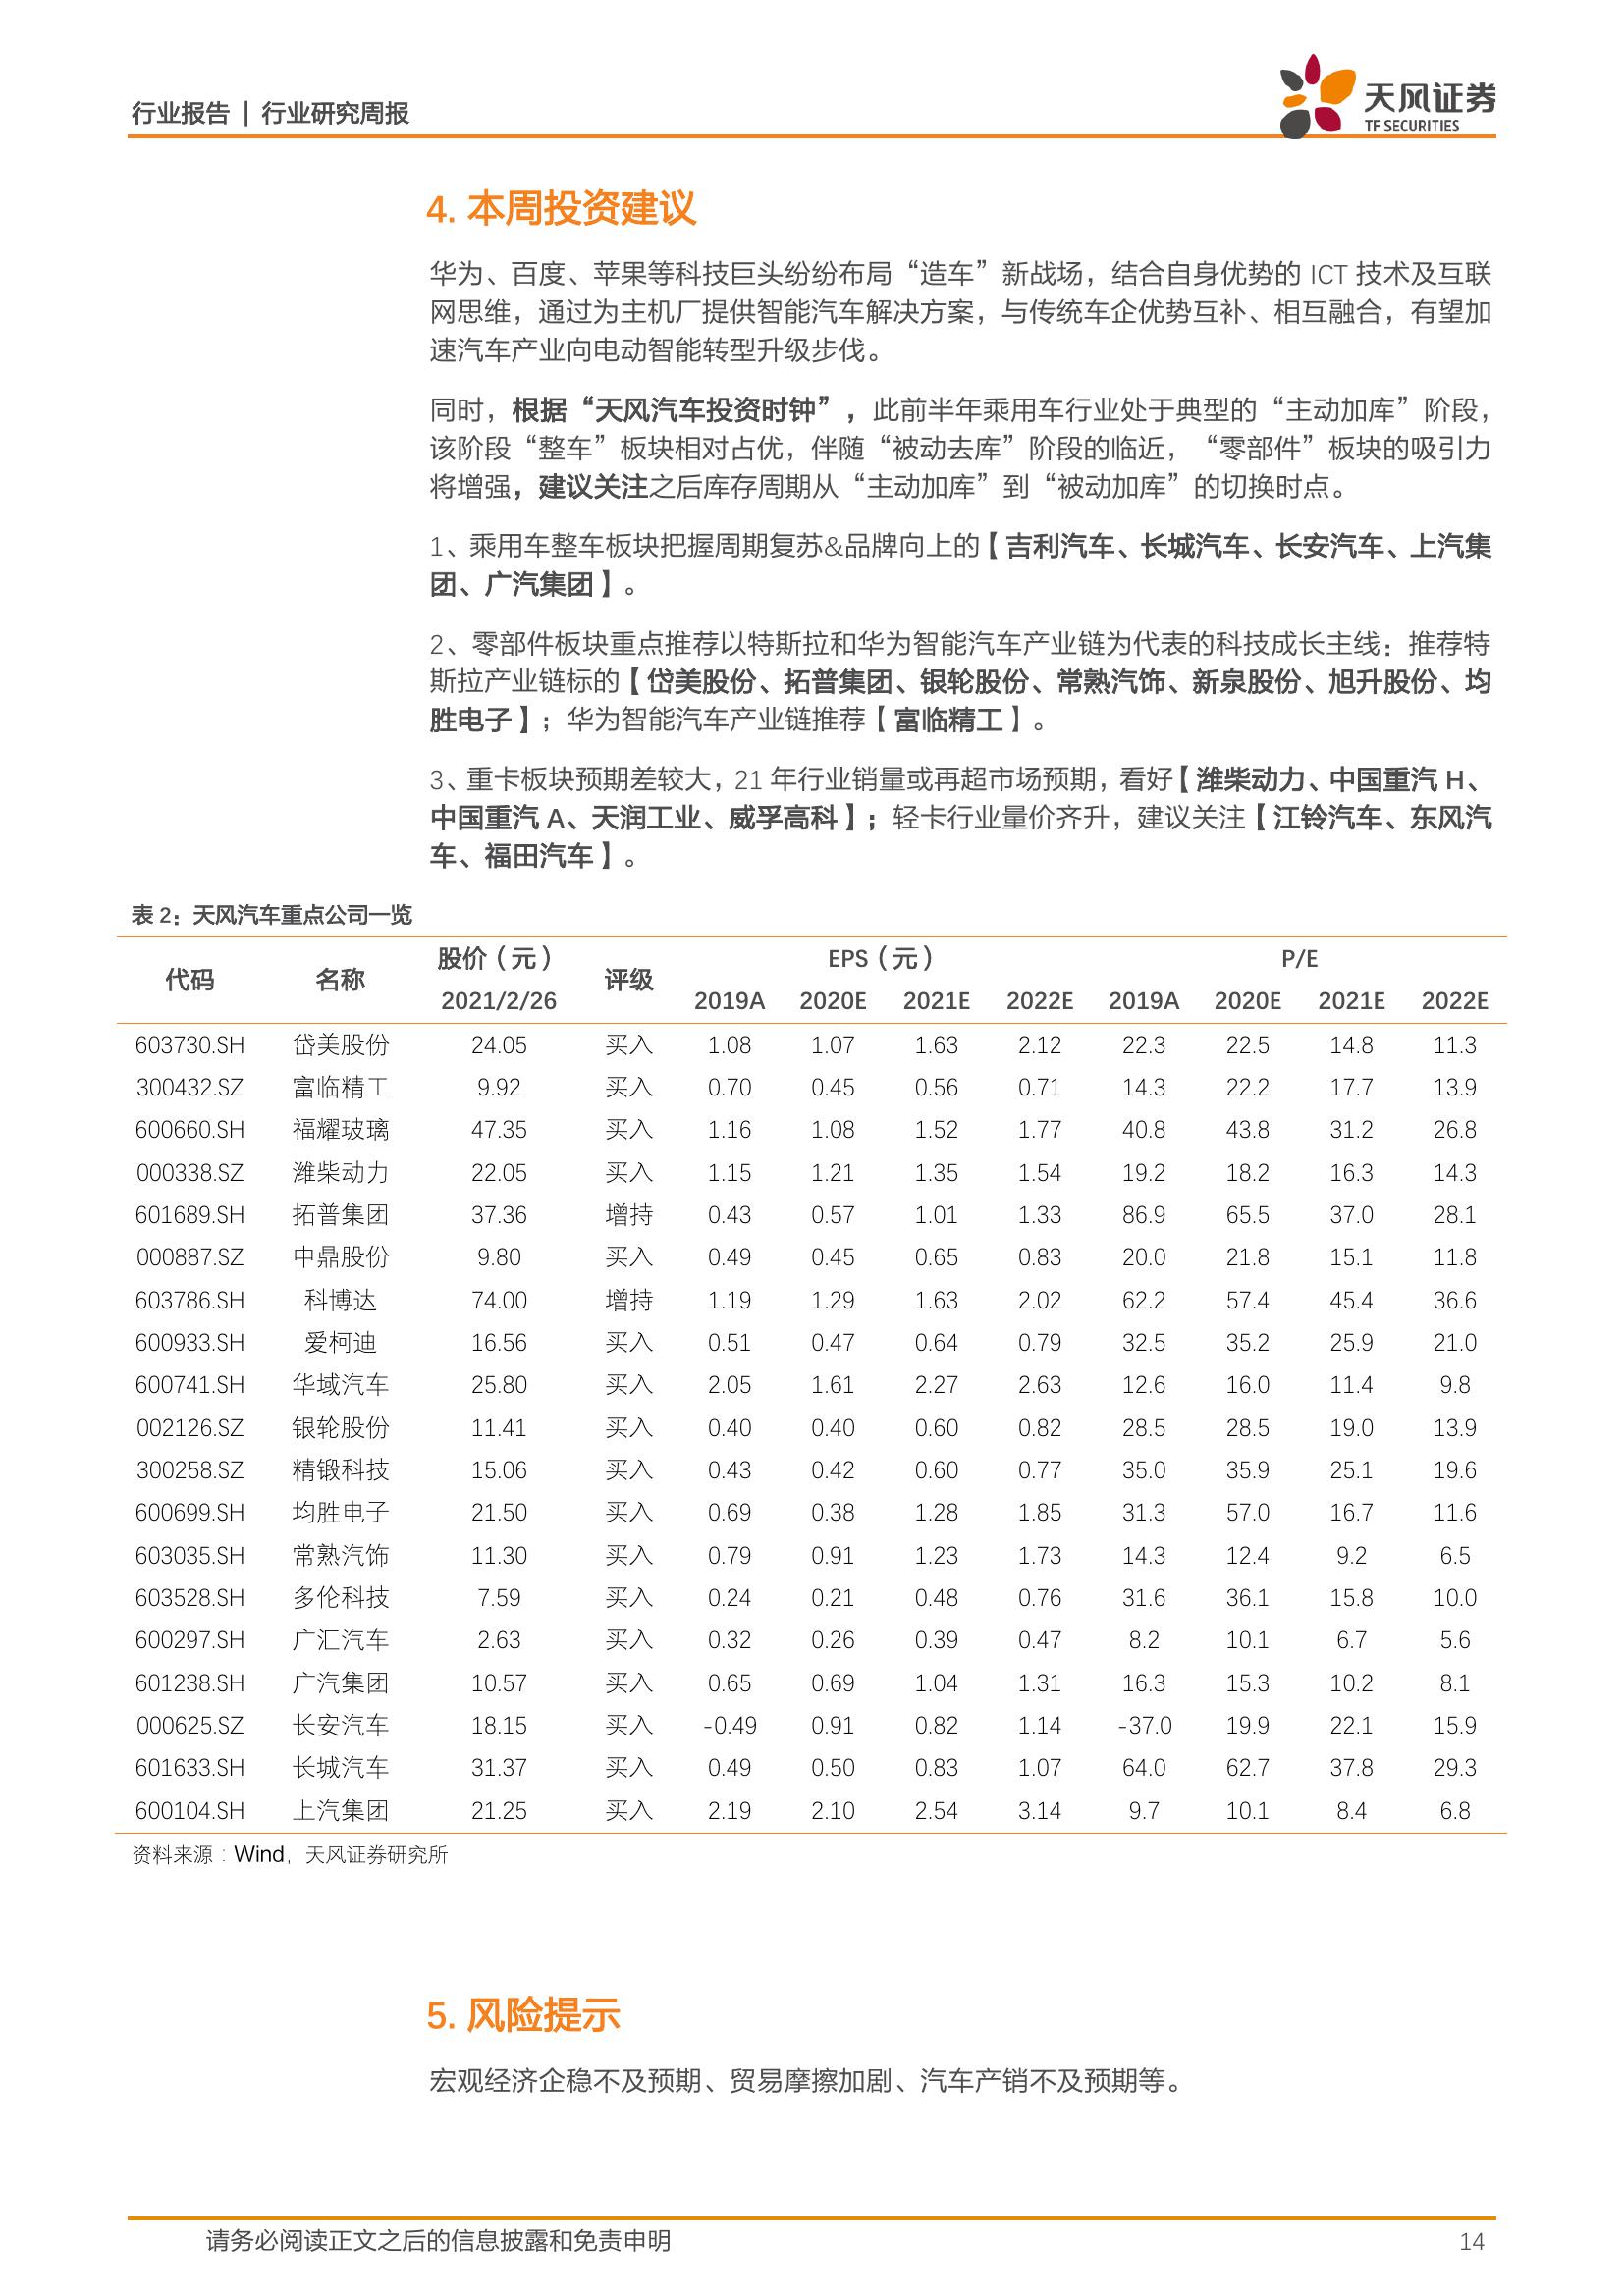 行业报告 | 行业研究周报
天风证券
TF SECURITIES
4. 本周投资建议
华为、百度、苹果等科技巨头纷纷布局“造车”新战场，结合自身优势的 ICT 技术及互联
网思维，通过为主机厂提供智能汽车解决方案，与传统车企优势互补、相互融合，有望加
速汽车产业向电动智能转型升级步伐。
同时，根据“天风汽车投资时钟”，此前半年乘用车行业处于典型的“主动加库”阶段，
该阶段“整车”板块相对占优，伴随“被动去库”阶段的临近，“零部件”板块的吸引力
将增强，建议关注之后库存周期从“主动加库”到“被动加库”的切换时点。
1、乘用车整车板块把握周期复苏&品牌向上的【吉利汽车、长城汽车、长安汽车、上汽集
团、广汽集团】。
2、零部件板块重点推荐以特斯拉和华为智能汽车产业链为代表的科技成长主线：推荐特
斯拉产业链标的【岱美股份、拓普集团、银轮股份、常熟汽饰、新泉股份、旭升股份、均
胜电子】；华为智能汽车产业链推荐【富临精工】。
3、重卡板块预期差较大，21 年行业销量或再超市场预期，看好【潍柴动力、中国重汽 H、
中国重汽 A、天润工业、威孚高科】；轻卡行业量价齐升，建议关注【江铃汽车、东风汽
车、福田汽车】。
表 2：天风汽车重点公司一览
代码 名称 股价（元） 评级 EPS（元） P/E
2021/2/26 2019A 2020E 2021E 2022E 2019A 2020E 2021E 2022E
603730.SH 岱美股份 24.05 买入 1.08 1.07 1.63 2.12 22.3 22.5 14.8 11.3
300432.SZ 富临精工 9.92 买入 0.70 0.45 0.56 0.71 14.3 22.2 17.7 13.9
600660.SH 福耀玻璃 47.35 买入 1.16 1.08 1.52 1.77 40.8 43.8 31.2 26.8
000338.SZ 潍柴动力 22.05 买入 1.15 1.21 1.35 1.54 19.2 18.2 16.3 14.3
601689.SH 拓普集团 37.36 增持 0.43 0.57 1.01 1.33 86.9 65.5 37.0 28.1
000887.SZ 中鼎股份 9.80 买入 0.49 0.45 0.65 0.83 20.0 21.8 15.1 11.8
603786.SH 科博达 74.00 增持 1.19 1.29 1.63 2.02 62.2 57.4 45.4 36.6
600933.SH 爱柯迪 16.56 买入 0.51 0.47 0.64 0.79 32.5 35.2 25.9 21.0
600741.SH 华域汽车 25.80 买入 2.05 1.61 2.27 2.63 12.6 16.0 11.4 9.8
002126.SZ 银轮股份 11.41 买入 0.40 0.40 0.60 0.82 28.5 28.5 19.0 13.9
300258.SZ 精锻科技 15.06 买入 0.43 0.42 0.60 0.77 35.0 35.9 25.1 19.6
600699.SH 均胜电子 21.50 买入 0.69 0.38 1.28 1.85 31.3 57.0 16.7 11.6
603035.SH 常熟汽饰 11.30 买入 0.79 0.91 1.23 1.73 14.3 12.4 9.2 6.5
603528.SH 多伦科技 7.59 买入 0.24 0.21 0.48 0.76 31.6 36.1 15.8 10.0
600297.SH 广汇汽车 2.63 买入 0.32 0.26 0.39 0.47 8.2 10.1 6.7 5.6
601238.SH 广汽集团 10.57 买入 0.65 0.69 1.04 1.31 16.3 15.3 10.2 8.1
000625.SZ 长安汽车 18.15 买入 -0.49 0.91 0.82 1.14 -37.0 19.9 22.1 15.9
601633.SH 长城汽车 31.37 买入 0.49 0.50 0.83 1.07 64.0 62.7 37.8 29.3
600104.SH 上汽集团 21.25 买入 2.19 2.10 2.54 3.14 9.7 10.1 8.4 6.8
资料来源：Wind，天风证券研究所
5. 风险提示
宏观经济企稳不及预期、贸易摩擦加剧、汽车产销不及预期等。
请务必阅读正文之后的信息披露和免责申明 14